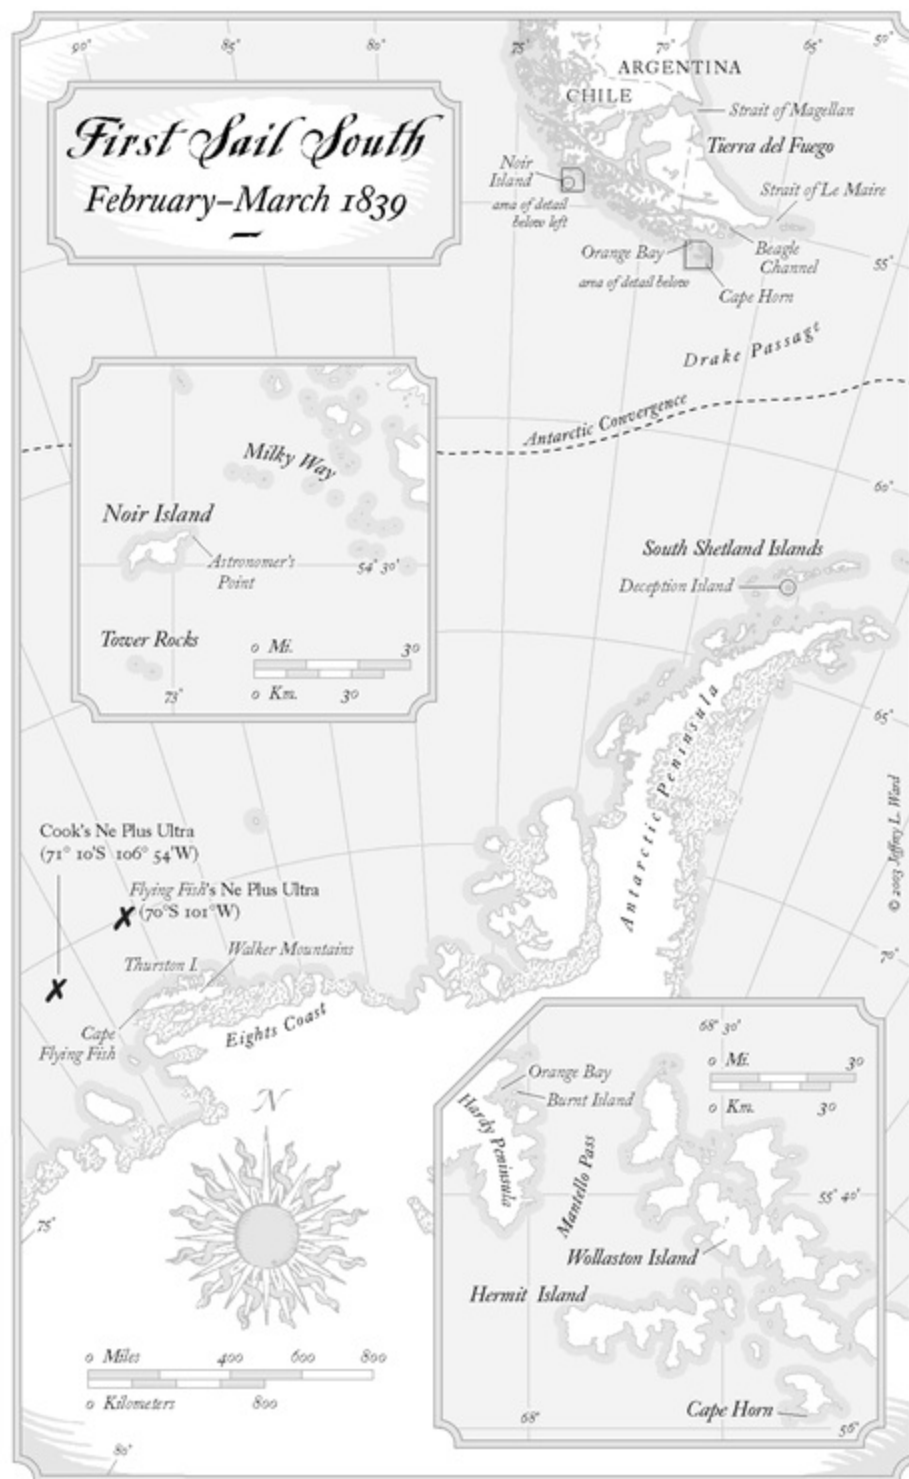 90°
85°
80°
75°
70°
65°
50°
First Sail South
February–March 1839
ARGENTINA
CHILE
Strait of Magellan
Tierra del Fuego
Noir
Island
area of detail
below left
Strait of Le Maire
Orange Bay
area of detail below
Beagle
Channel
Cape Horn
55°
Drake Passage
Antarctic Convergence
60°
Milky Way
Noir Island
Astronomer's
Point
54° 30'
Tower Rocks
0 Mi. 30
0 Km. 30
73°
South Shetland Islands
Deception Island
65°
Antarctic Peninsula
© 2003 Jeffrey L. Ward
Cook's Ne Plus Ultra
(71° 10'S 106° 54'W)
Flying Fish's Ne Plus Ultra
(70°S 101°W)
Walker Mountains
Thurston I.
70°
Cape
Flying Fish
Eights Coast
N
68° 30'
0 Mi. 30
0 Km. 30
Orange Bay
Burnt Island
Hardy Peninsula
Mantello Pass
55° 40'
Wollaston Island
Hermit Island
Cape Horn
68°
56°
75°
0 Miles 400 600 800
0 Kilometers 800
80°